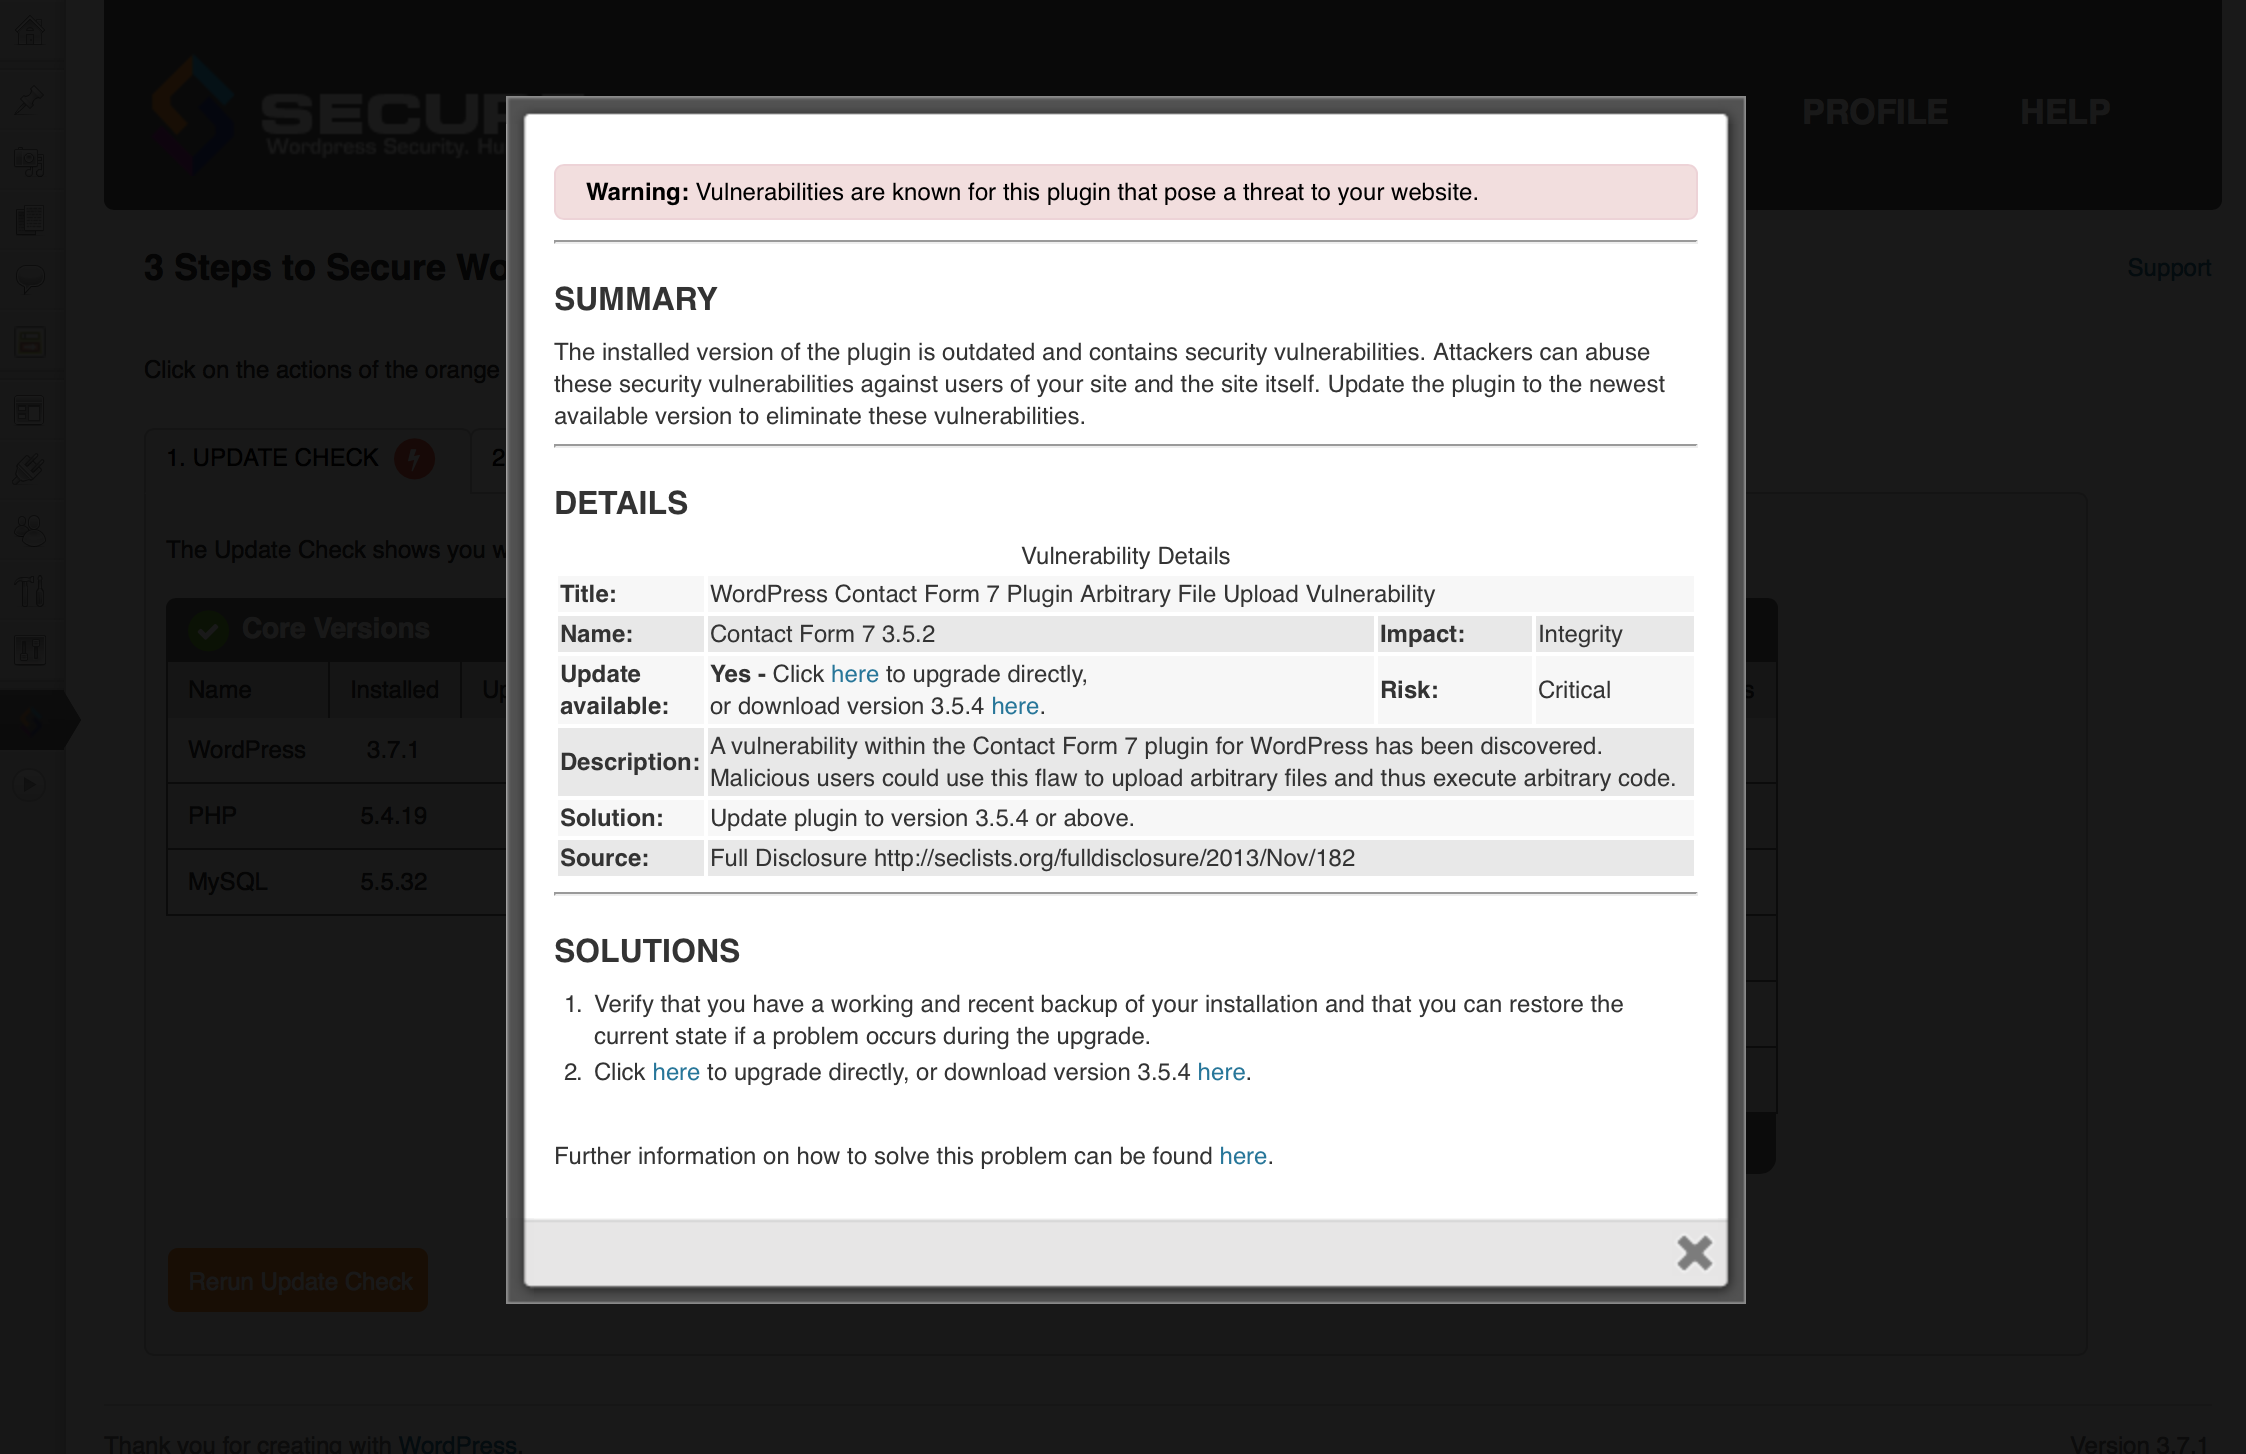 SECUR
Wordpress Security. Hu
PROFILE
HELP
3 Steps to Secure Wo
Support
Click on the actions of the orange
1. UPDATE CHECK
2
The Update Check shows you w
Core Versions
Name
Installed
Up
s
WordPress
3.7.1
PHP
5.4.19
MySQL
5.5.32
Rerun Update Check
Warning: Vulnerabilities are known for this plugin that pose a threat to your website.
SUMMARY
The installed version of the plugin is outdated and contains security vulnerabilities. Attackers can abuse
these security vulnerabilities against users of your site and the site itself. Update the plugin to the newest
available version to eliminate these vulnerabilities.
DETAILS
Vulnerability Details
Title: WordPress Contact Form 7 Plugin Arbitrary File Upload Vulnerability
Name: Contact Form 7 3.5.2 Impact: Integrity
Update
available:
Yes - Click here to upgrade directly,
or download version 3.5.4 here.
Risk: Critical
Description:
A vulnerability within the Contact Form 7 plugin for WordPress has been discovered.
Malicious users could use this flaw to upload arbitrary files and thus execute arbitrary code.
Solution: Update plugin to version 3.5.4 or above.
Source: Full Disclosure http://seclists.org/fulldisclosure/2013/Nov/182
SOLUTIONS
1. Verify that you have a working and recent backup of your installation and that you can restore the
current state if a problem occurs during the upgrade.
2. Click here to upgrade directly, or download version 3.5.4 here.
Further information on how to solve this problem can be found here.
Thank you for creating with WordPress.
Version 3.7.1